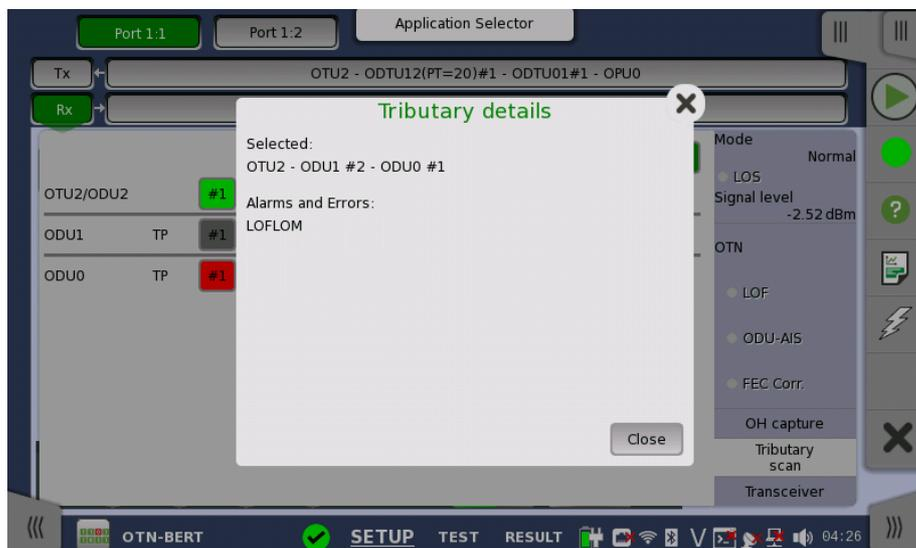 Application Selector
Port 1:1
Port 1:2
Tx
OTU2 - ODTU12(PT=20)#1 - ODTU01#1 - OPU0
Rx
Tributary details
Selected:
OTU2 - ODU1 #2 - ODU0 #1
Alarms and Errors:
LOFLOM
Close
OTU2/ODU2 #1
ODU1 TP #1
ODU0 TP #1
Mode
Normal
LOS
Signal level
-2.52 dBm
OTN
LOF
ODU-AIS
FEC Corr.
OH capture
Tributary
scan
Transceiver
OTN-BERT
SETUP TEST RESULT
04:26